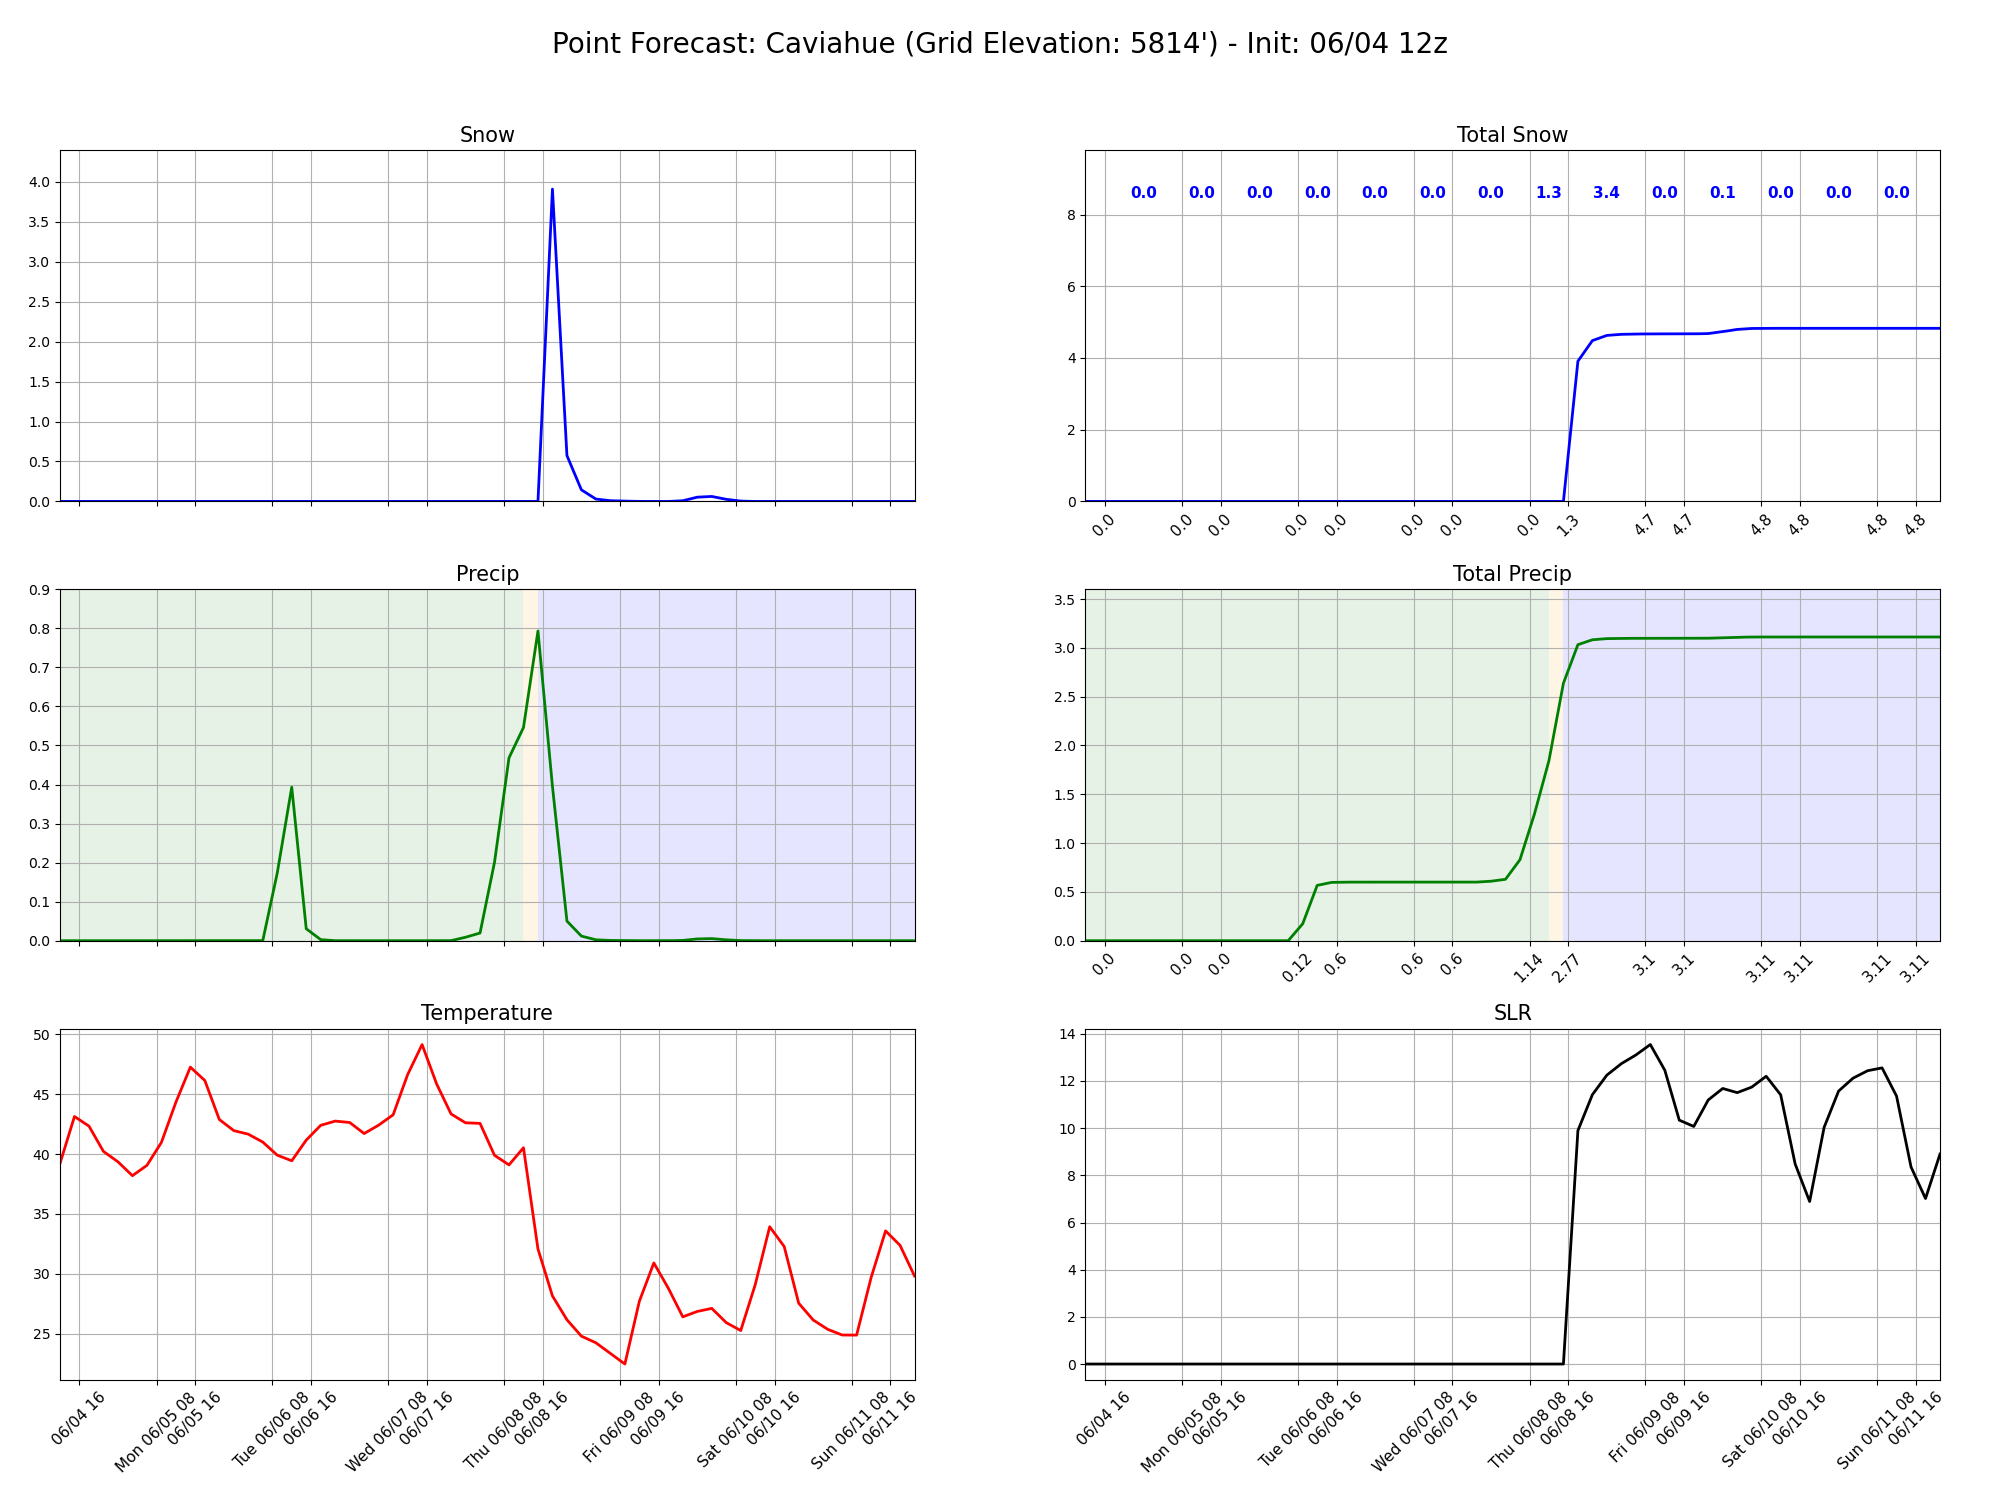 Point Forecast: Caviahue (Grid Elevation: 5814') - Init: 06/04 12z
Snow
4.0
3.5
3.0
2.5
2.0
1.5
1.0
0.5
0.0
Total Snow
0.0 0.0 0.0 0.0 0.0 0.0 0.0 1.3 3.4 0.0 0.1 0.0 0.0 0.0
8
6
4
2
0
0.0 0.0 0.0 0.0 0.0 0.0 0.0 0.0 1.3 4.7 4.7 4.8 4.8 4.8 4.8
Precip
0.9
0.8
0.7
0.6
0.5
0.4
0.3
0.2
0.1
0.0
Total Precip
3.5
3.0
2.5
2.0
1.5
1.0
0.5
0.0
0.0 0.0 0.0 0.12 0.6 0.6 0.6 1.14 2.77 3.1 3.1 3.11 3.11 3.11 3.11
Temperature
50
45
40
35
30
25
06/04 16
Mon 06/05 08
06/05 16
Tue 06/06 08
06/06 16
Wed 06/07 08
06/07 16
Thu 06/08 08
06/08 16
Fri 06/09 08
06/09 16
Sat 06/10 08
06/10 16
Sun 06/11 08
06/11 16
SLR
14
12
10
8
6
4
2
0
06/04 16
Mon 06/05 08
06/05 16
Tue 06/06 08
06/06 16
Wed 06/07 08
06/07 16
Thu 06/08 08
06/08 16
Fri 06/09 08
06/09 16
Sat 06/10 08
06/10 16
Sun 06/11 08
06/11 16